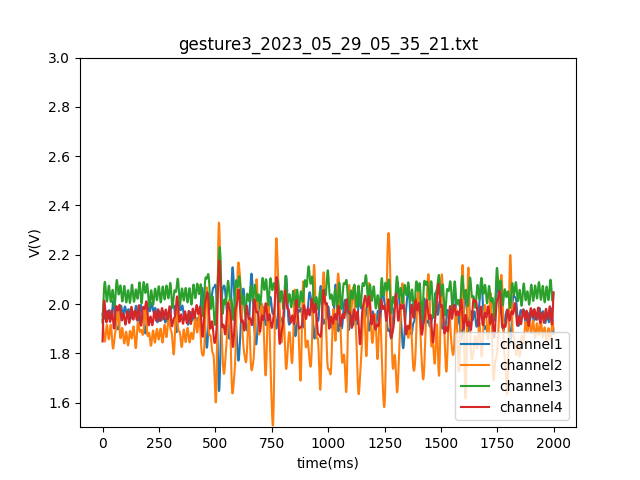 gesture3_2023_05_29_05_35_21.txt
3.0
2.8
2.6
2.4
2.2
2.0
1.8
1.6
V(V)
channel1
channel2
channel3
channel4
0 250 500 750 1000 1250 1500 1750 2000
time(ms)